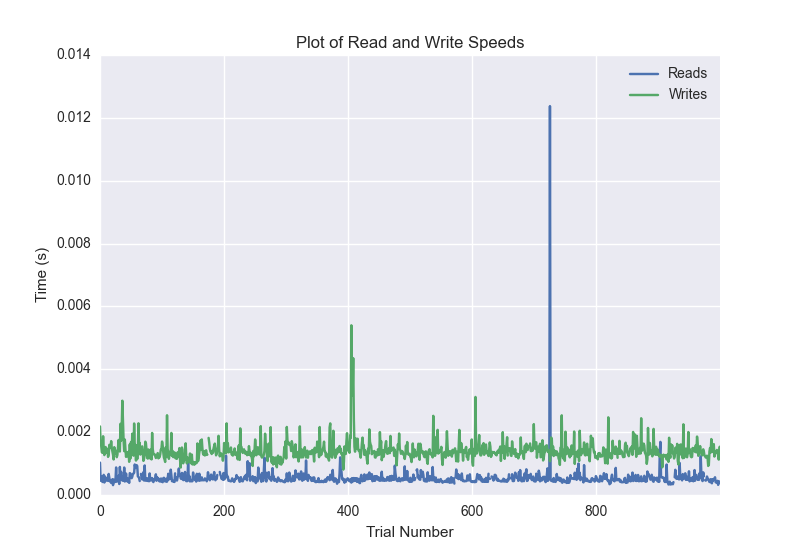 Plot of Read and Write Speeds
0.014
0.012
0.010
0.008
0.006
0.004
0.002
0.000
Time (s)
Reads
Writes
0
200
400
600
800
Trial Number